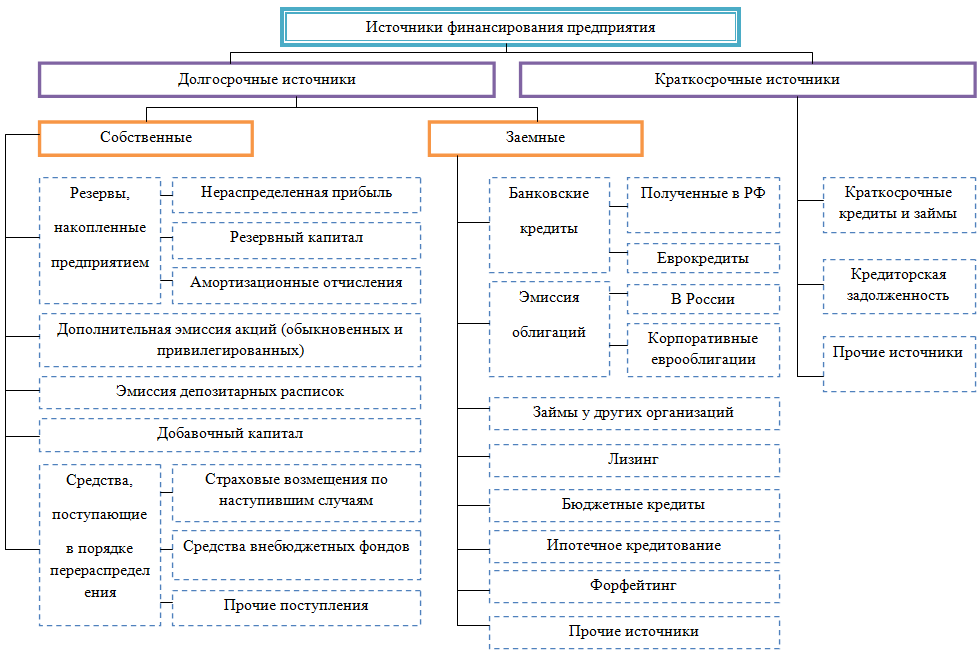 Источники финансирования предприятия
Долгосрочные источники
Краткосрочные источники
Собственные
Заемные
Резервы,
накопленные
предприятием
Нераспределенная прибыль
Резервный капитал
Амортизационные отчисления
Дополнительная эмиссия акций (обыкновенных и
привилегированных)
Эмиссия депозитарных расписок
Добавочный капитал
Средства,
поступающие
в порядке
перераспредел
ения
Страховые возмещения по
наступившим случаям
Средства внебюджетных фондов
Прочие поступления
Банковские
кредиты
Полученные в РФ
Еврокредиты
Эмиссия
облигаций
В России
Корпоративные
еврооблигации
Займы у других организаций
Лизинг
Бюджетные кредиты
Ипотечное кредитование
Форфейтинг
Прочие источники
Краткосрочные
кредиты и займы
Кредиторская
задолженность
Прочие источники